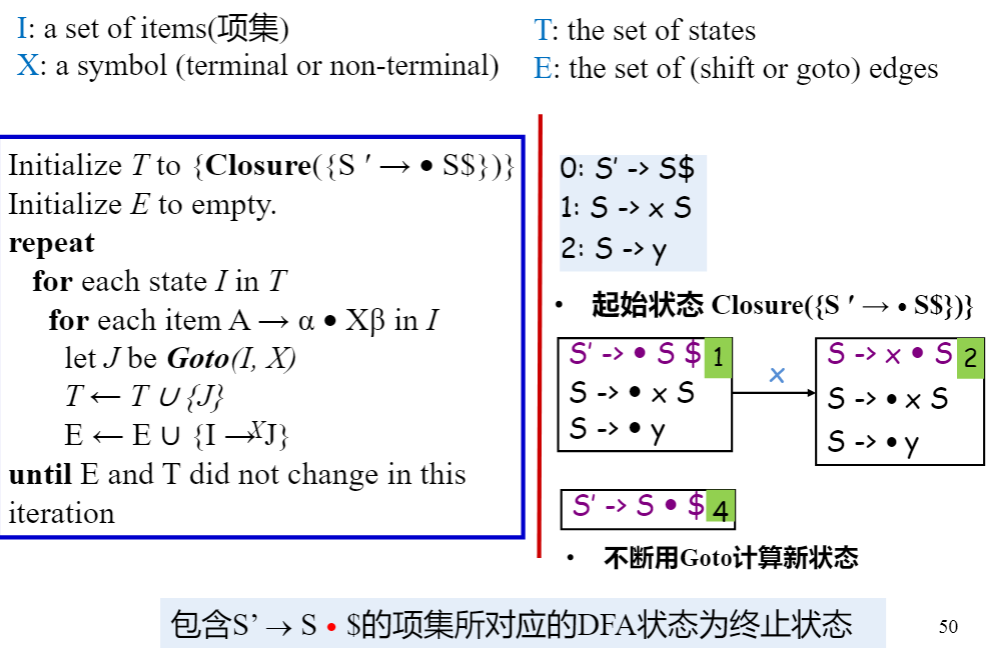 I: a set of items(项集)
X: a symbol (terminal or non-terminal)
T: the set of states
E: the set of (shift or goto) edges
Initialize T to {Closure({S ′ → • S$})}
Initialize E to empty.
repeat
for each state I in T
for each item A → α • Xβ in I
let J be Goto(I, X)
T ← T ∪ {J}
E ← E ∪ {I →ˣ J}
until E and T did not change in this
iteration
0: S' -> S$
1: S -> x S
2: S -> y
• 起始状态 Closure({S ′ → • S$})}
S' -> • S $ 1
S -> • x S
S -> • y
x
S -> x • S 2
S -> • x S
S -> • y
S' -> S • $ 4
• 不断用Goto计算新状态
包含S’ → S • $的项集所对应的DFA状态为终止状态
50